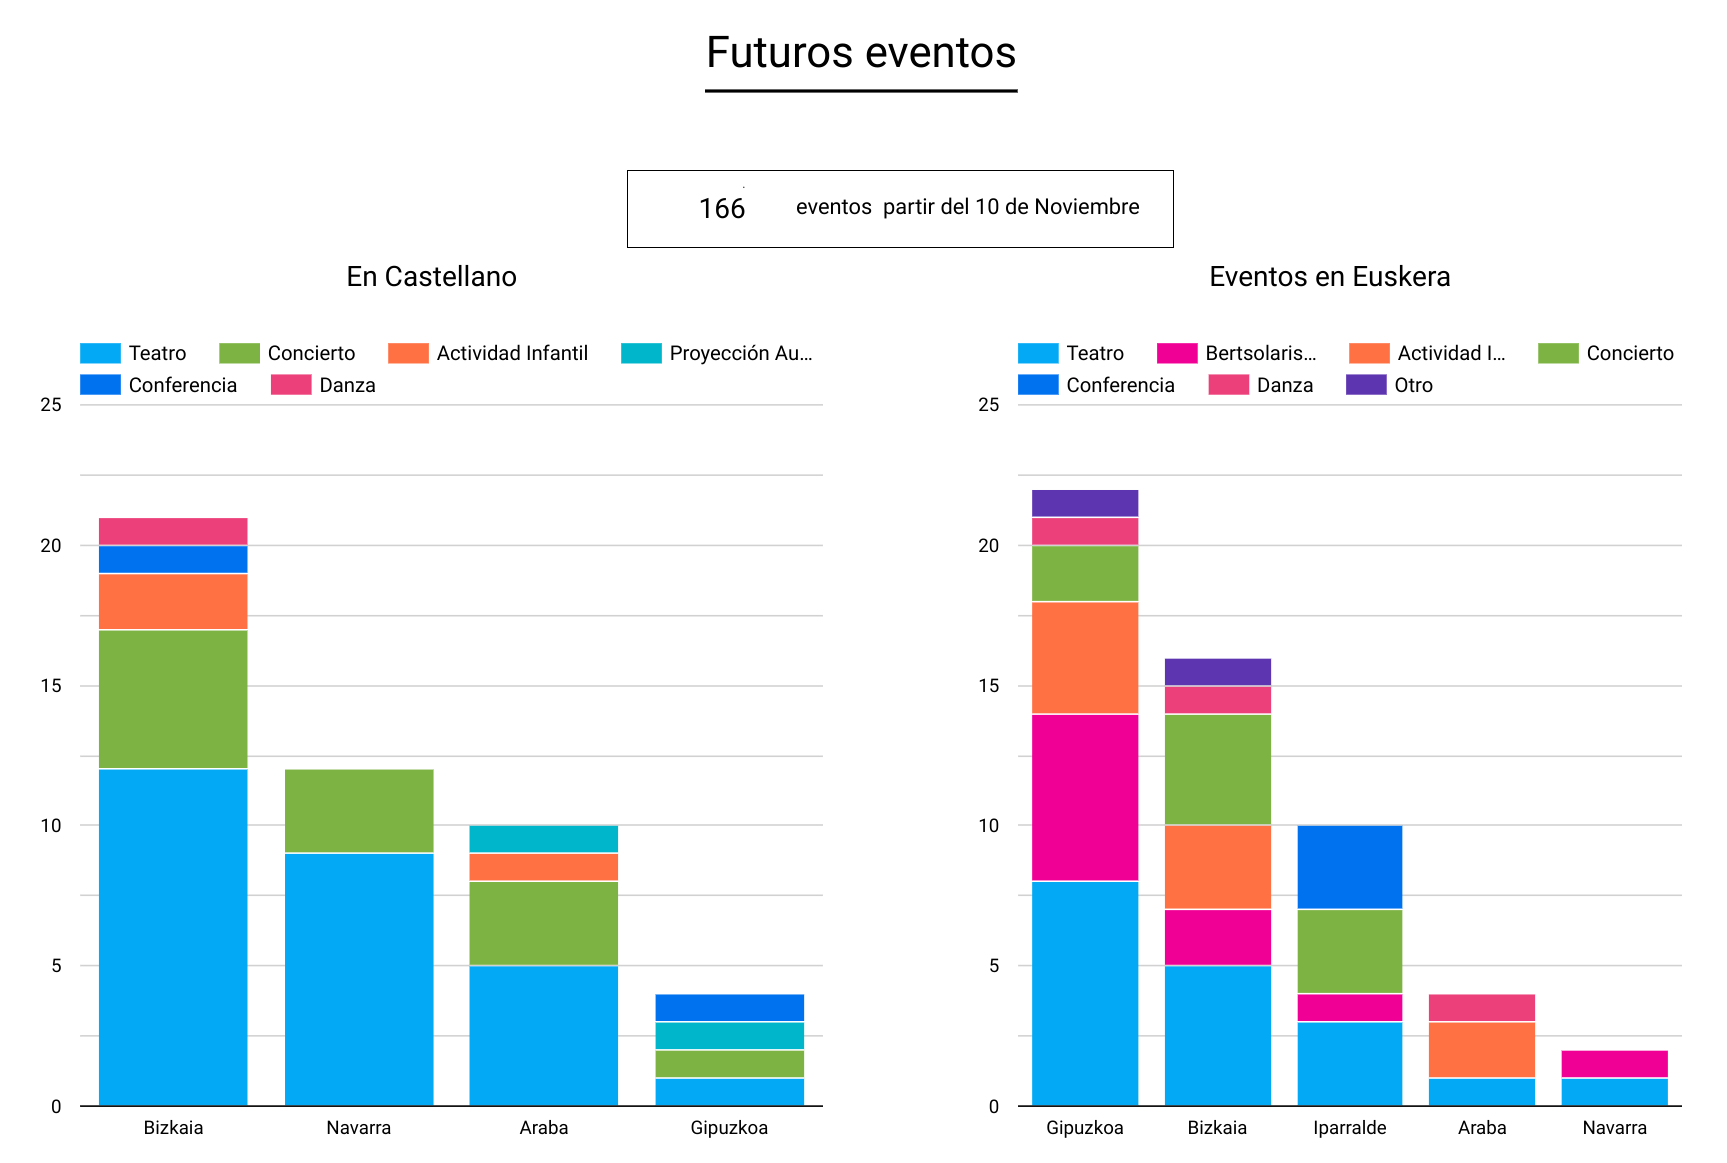 Futuros eventos
166 eventos partir del 10 de Noviembre
En Castellano
Teatro Concierto Actividad Infantil Proyección Au...
Conferencia Danza
25
20
15
10
5
0
Bizkaia Navarra Araba Gipuzkoa
Eventos en Euskera
Teatro Bertsolaris... Actividad I... Concierto
Conferencia Danza Otro
25
20
15
10
5
0
Gipuzkoa Bizkaia Iparralde Araba Navarra